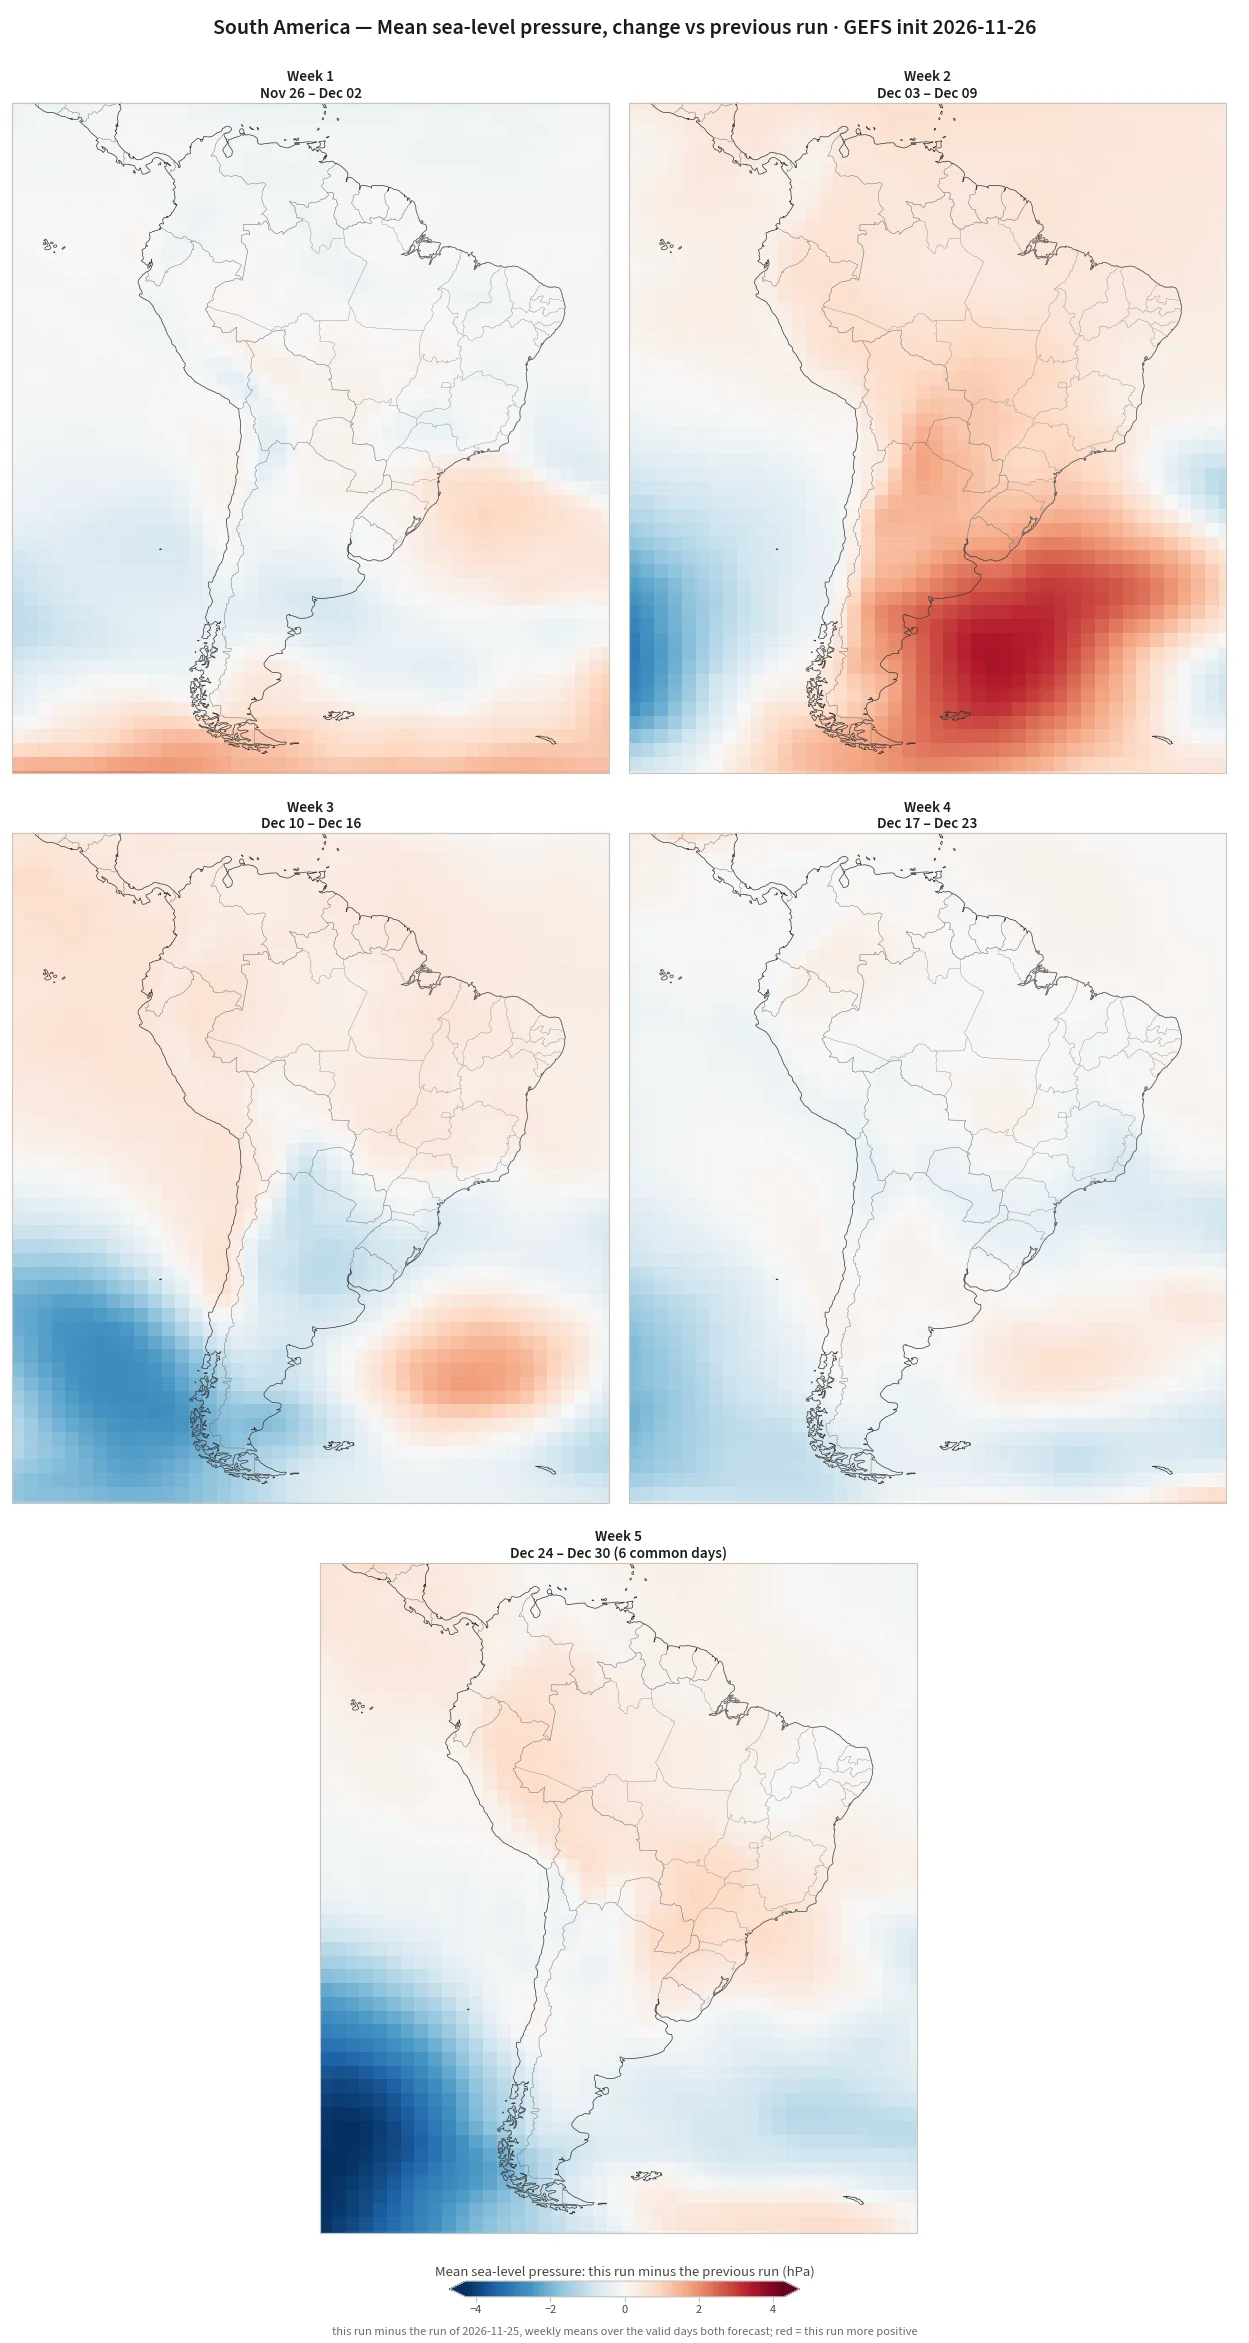 South America — Mean sea-level pressure, change vs previous run · GEFS init 2026-11-26
Week 1
Nov 26 – Dec 02
Week 2
Dec 03 – Dec 09
Week 3
Dec 10 – Dec 16
Week 4
Dec 17 – Dec 23
Week 5
Dec 24 – Dec 30 (6 common days)
Mean sea-level pressure: this run minus the previous run (hPa)
−4 −2 0 2 4
this run minus the run of 2026-11-25, weekly means over the valid days both forecast; red = this run more positive